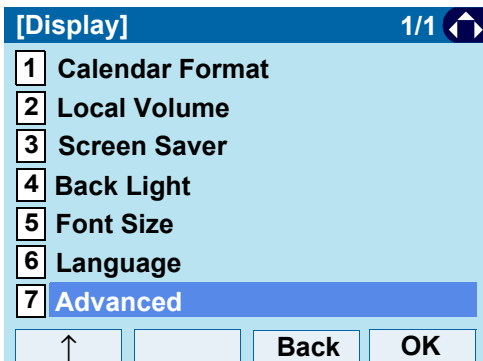 [Display] 1/1
1 Calendar Format
2 Local Volume
3 Screen Saver
4 Back Light
5 Font Size
6 Language
7 Advanced
↑ Back OK